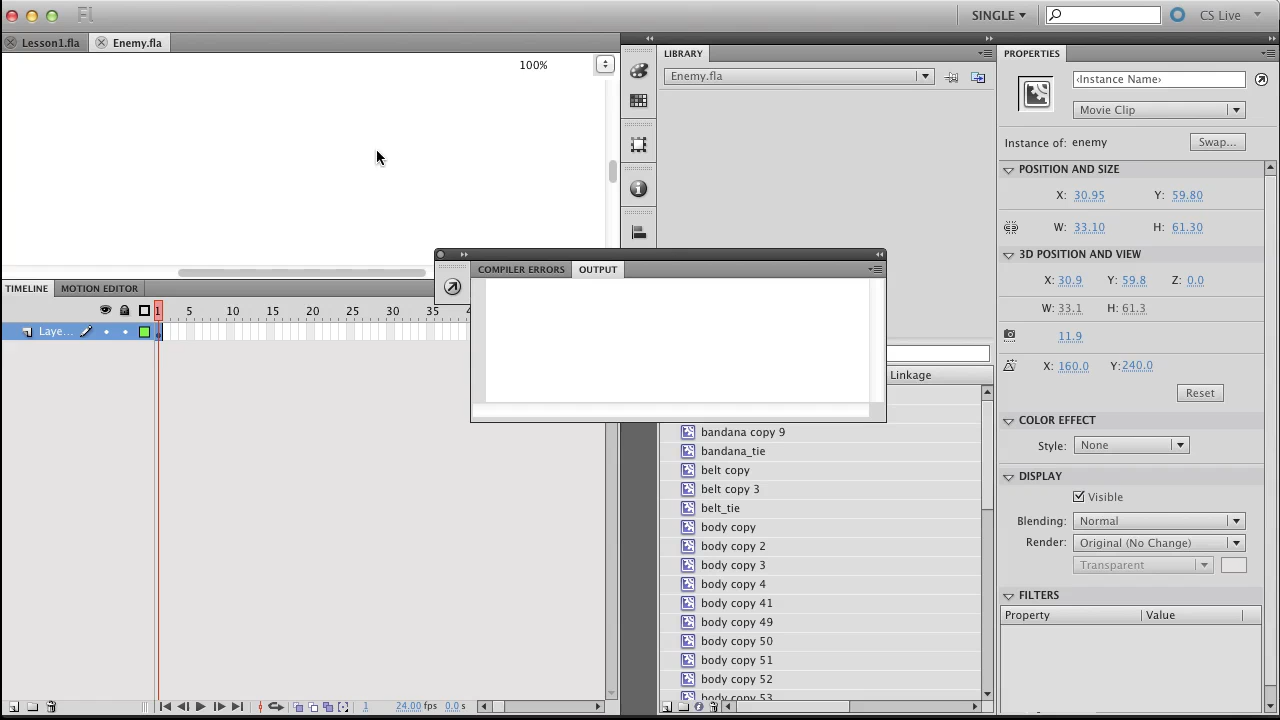 Fl
SINGLE
CS Live
Lesson1.fla
Enemy.fla
100%
LIBRARY
Enemy.fla
PROPERTIES
<Instance Name>
Movie Clip
Instance of: enemy
Swap...
POSITION AND SIZE
X: 30.95 Y: 59.80
W: 33.10 H: 61.30
3D POSITION AND VIEW
X: 30.9 Y: 59.8 Z: 0.0
W: 33.1 H: 61.3
11.9
X: 160.0 Y: 240.0
Reset
COLOR EFFECT
Style: None
DISPLAY
Visible
Blending: Normal
Render: Original (No Change)
Transparent
FILTERS
Property Value
COMPILER ERRORS
OUTPUT
TIMELINE
MOTION EDITOR
1 5 10 15 20 25 30 35
Laye...
Linkage
bandana copy 9
bandana_tie
belt copy
belt copy 3
belt_tie
body copy
body copy 2
body copy 3
body copy 4
body copy 41
body copy 49
body copy 50
body copy 51
body copy 52
body copy 53
1 24.00 fps 0.0 s